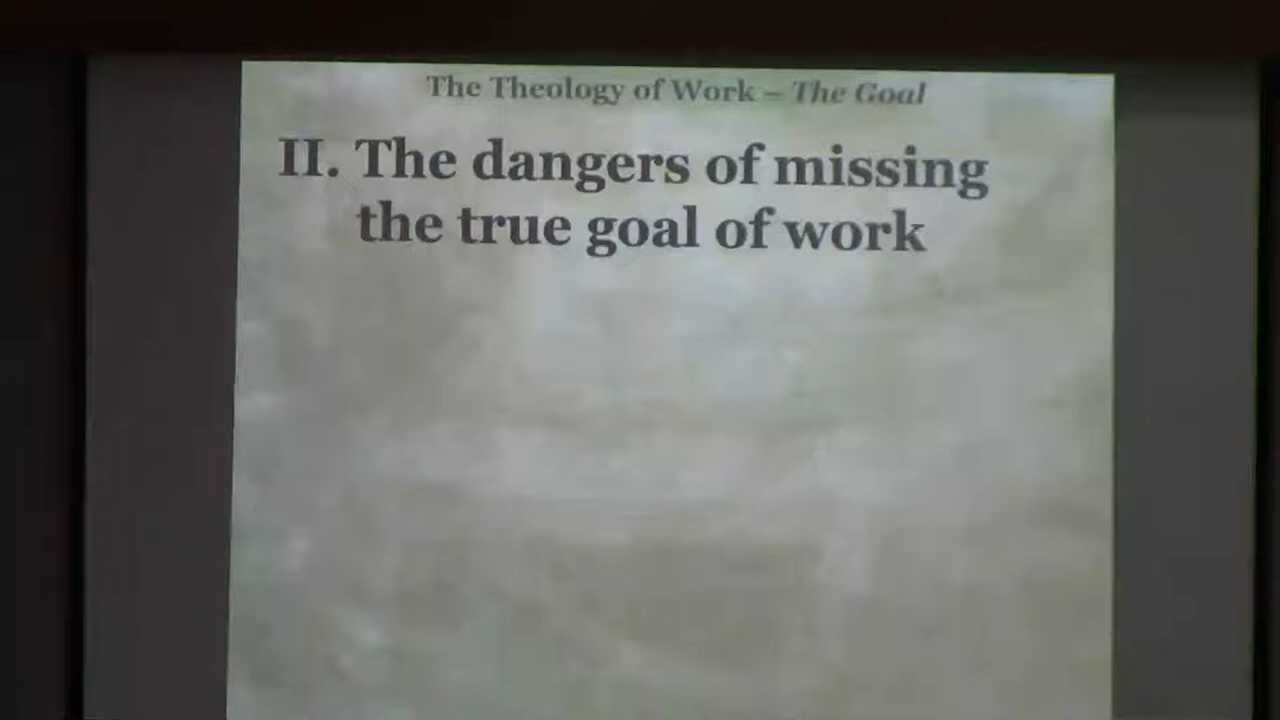 The Theology of Work – The Goal
II. The dangers of missing
the true goal of work